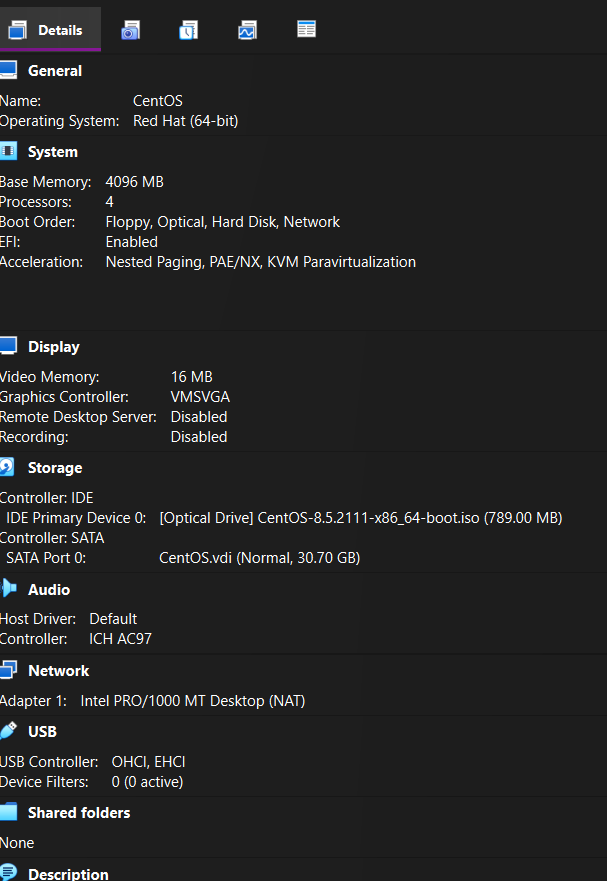 Details
General
Name: CentOS
Operating System: Red Hat (64-bit)
System
Base Memory: 4096 MB
Processors: 4
Boot Order: Floppy, Optical, Hard Disk, Network
EFI: Enabled
Acceleration: Nested Paging, PAE/NX, KVM Paravirtualization
Display
Video Memory: 16 MB
Graphics Controller: VMSVGA
Remote Desktop Server: Disabled
Recording: Disabled
Storage
Controller: IDE
IDE Primary Device 0: [Optical Drive] CentOS-8.5.2111-x86_64-boot.iso (789.00 MB)
Controller: SATA
SATA Port 0: CentOS.vdi (Normal, 30.70 GB)
Audio
Host Driver: Default
Controller: ICH AC97
Network
Adapter 1: Intel PRO/1000 MT Desktop (NAT)
USB
USB Controller: OHCI, EHCI
Device Filters: 0 (0 active)
Shared folders
None
Description